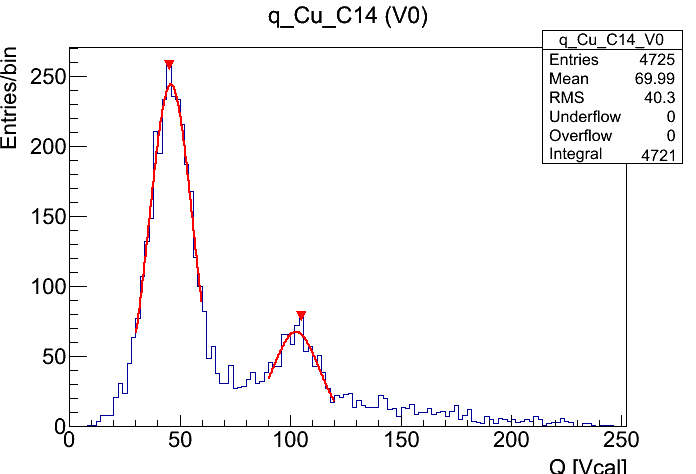 q_Cu_C14 (V0)
q_Cu_C14_V0
Entries 4725
Mean 69.99
RMS 40.3
Underflow 0
Overflow 0
Integral 4721
Entries/bin
250
200
150
100
50
0
0 50 100 150 200 250
Q [Vcal]